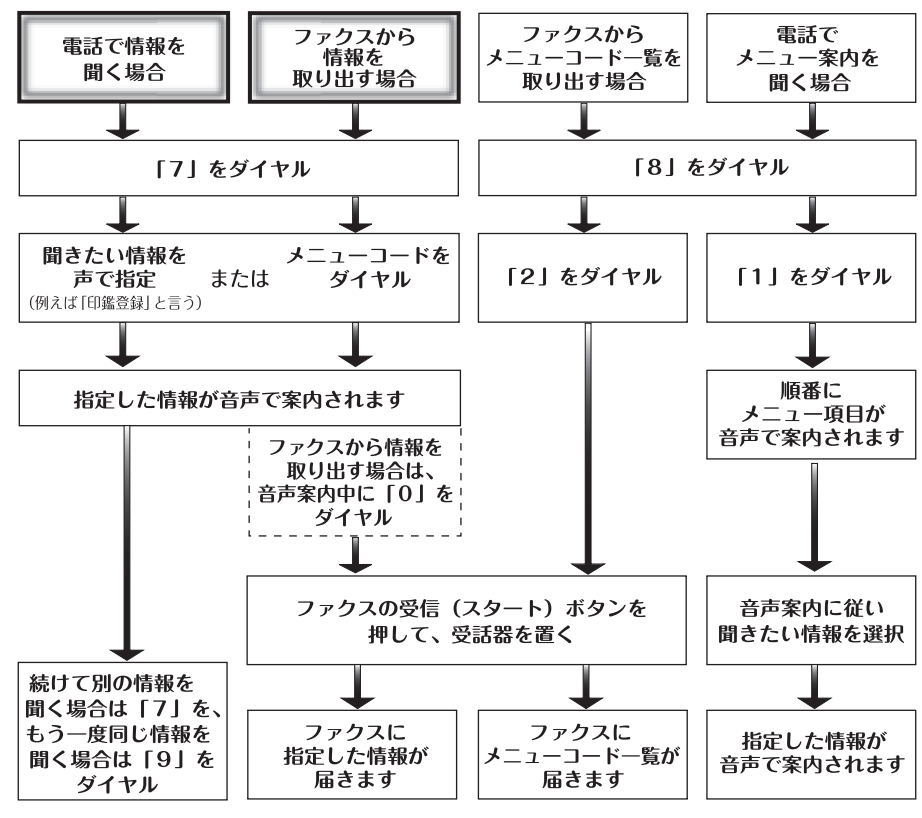 電話で情報を
聞く場合
ファクスから
情報を
取り出す場合
ファクスから
メニューコード一覧を
取り出す場合
電話で
メニュー案内を
聞く場合
「7」をダイヤル
「8」をダイヤル
聞きたい情報を
声で指定
(例えば「印鑑登録」と言う)
または
メニューコードを
ダイヤル
「2」をダイヤル
「1」をダイヤル
指定した情報が音声で案内されます
順番に
メニュー項目が
音声で案内されます
ファクスから情報を
取り出す場合は、
音声案内中に「0」を
ダイヤル
ファクスの受信(スタート)ボタンを
押して、受話器を置く
音声案内に従い
聞きたい情報を選択
続けて別の情報を
聞く場合は「7」を、
もう一度同じ情報を
聞く場合は「9」を
ダイヤル
ファクスに
指定した情報が
届きます
ファクスに
メニューコード一覧が
届きます
指定した情報が
音声で案内されます